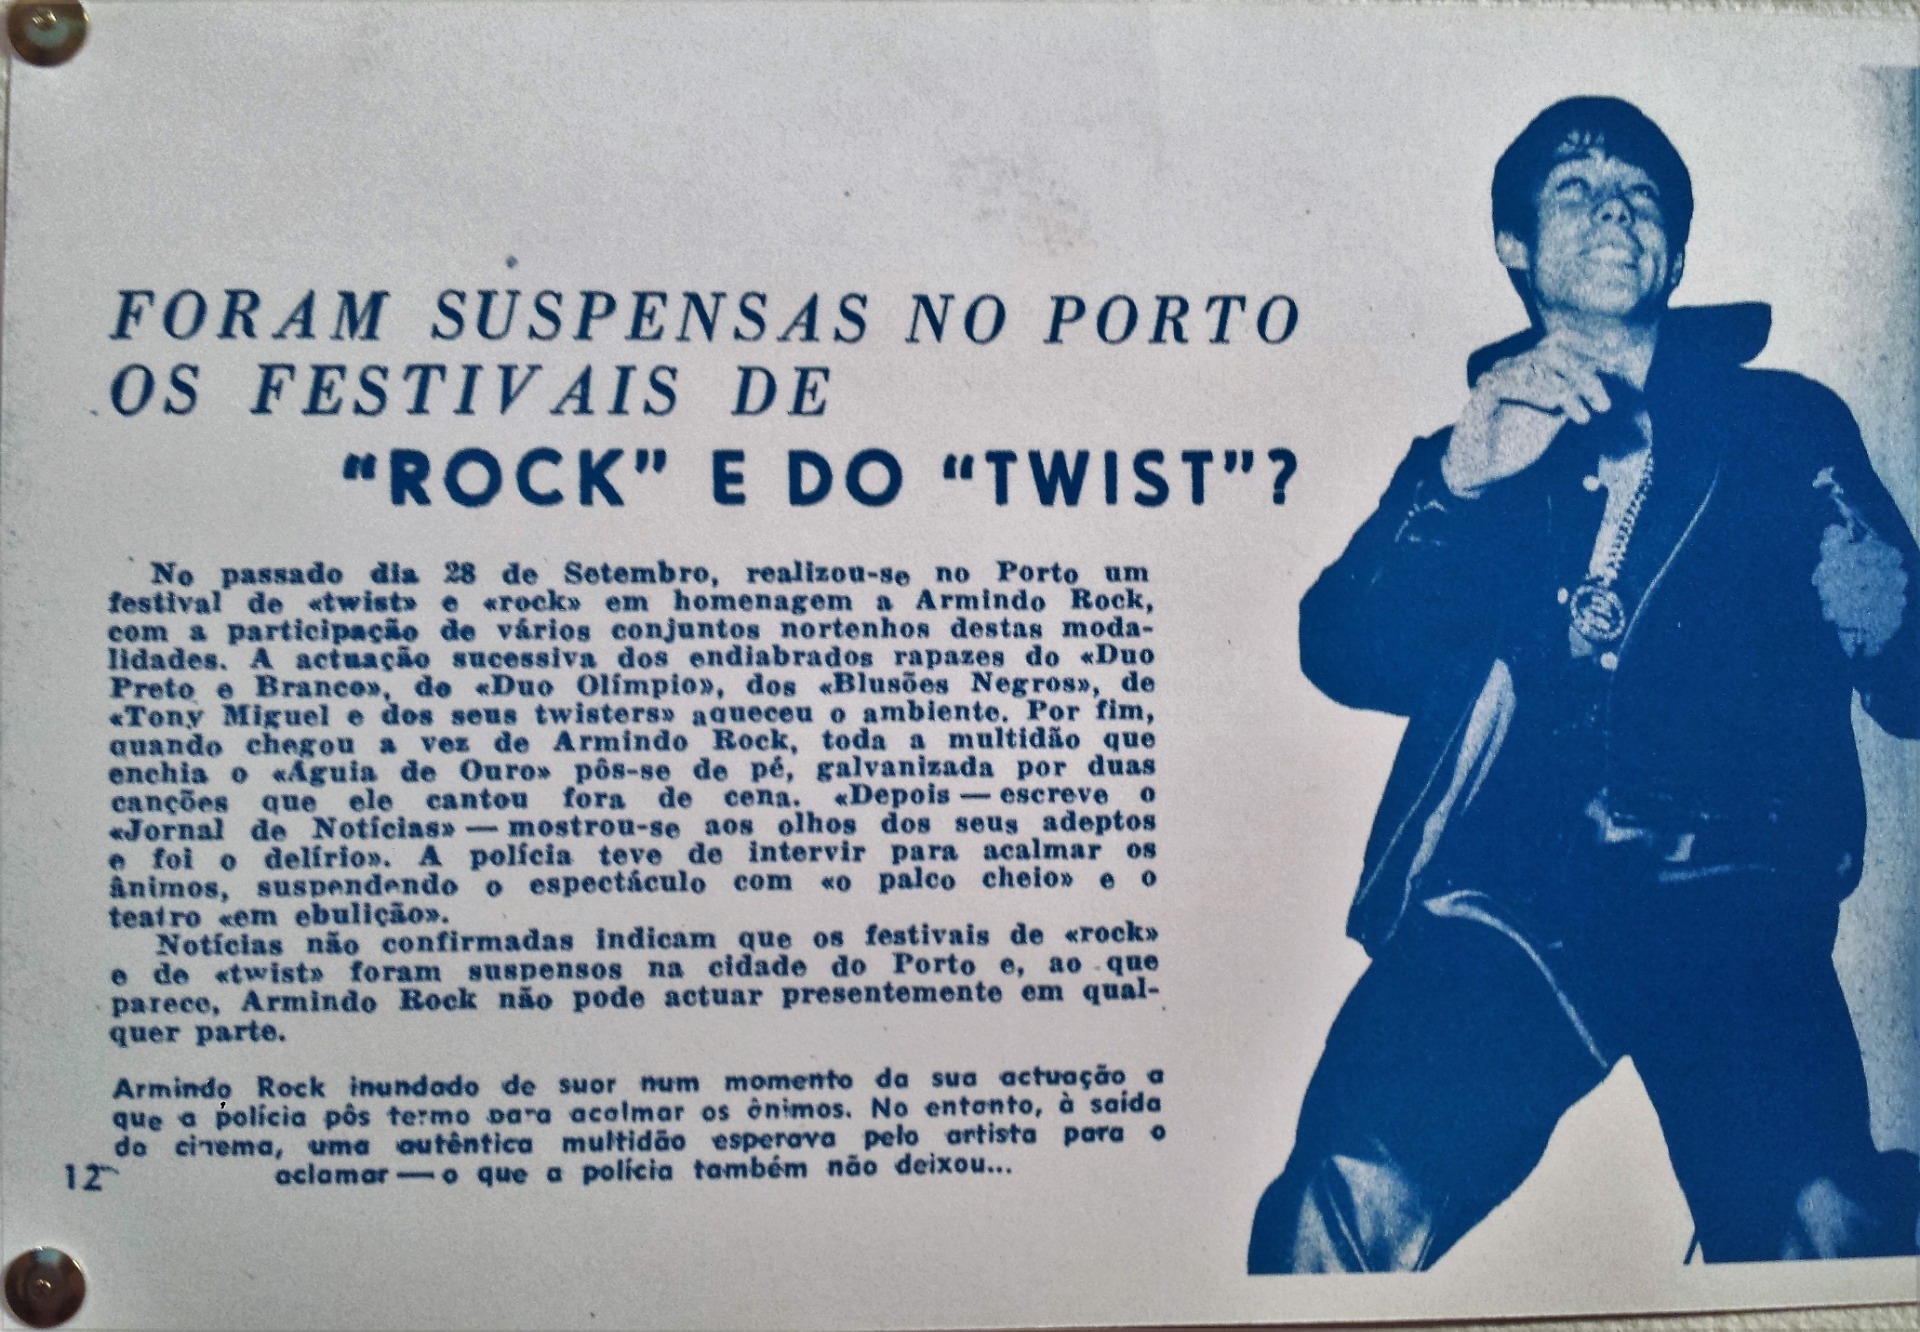 FORAM SUSPENSAS NO PORTO
OS FESTIVAIS DE
“ROCK” E DO “TWIST”?
No passado dia 28 de Setembro, realizou-se no Porto um
festival de «twist» e «rock» em homenagem a Armindo Rock,
com a participação de vários conjuntos nortenhos destas moda-
lidades. A actuação sucessiva dos endiabrados rapazes do «Duo
Preto e Branco», do «Duo Olímpio», dos «Blusões Negros», de
«Tony Miguel e dos seus twisters» aqueceu o ambiente. Por fim,
quando chegou a vez de Armindo Rock, toda a multidão que
enchia o «Águia de Ouro» pôs-se de pé, galvanizada por duas
canções que ele cantou fora de cena. «Depois — escreve o
«Jornal de Notícias» — mostrou-se aos olhos dos seus adeptos
e foi o delírio». A polícia teve de intervir para acalmar os
ânimos, suspendendo o espectáculo com «o palco cheio» e o
teatro «em ebulição».
Notícias não confirmadas indicam que os festivais de «rock»
e de «twist» foram suspensos na cidade do Porto e, ao que
parece, Armindo Rock não pode actuar presentemente em qual-
quer parte.
Armindo Rock inundado de suor num momento da sua actuação a
que a polícia pôs termo para acalmar os ânimos. No entanto, à saída
do cinema, uma autêntica multidão esperava pelo artista para o
aclamar — o que a polícia também não deixou...
12